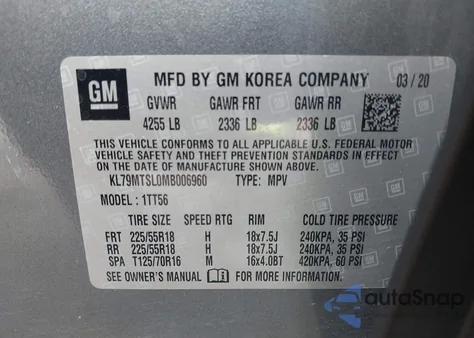 GM
MFD BY GM KOREA COMPANY 03/20
GVWR GAWR FRT GAWR RR
4255 LB 2336 LB 2336 LB
THIS VEHICLE CONFORMS TO ALL APPLICABLE U.S. FEDERAL MOTOR
VEHICLE SAFETY AND THEFT PREVENTION STANDARDS IN EFFECT
ON THE DATE OF MANUFACTURE SHOWN ABOVE.
KL79MTSL0MB006960 TYPE: MPV
MODEL: 1TT56
TIRE SIZE SPEED RTG RIM COLD TIRE PRESSURE
FRT 225/55R18 H 18x7.5J 240KPA, 35 PSI
RR 225/55R18 H 18x7.5J 240KPA, 35 PSI
SPA T125/70R16 M 16x4.0BT 420KPA, 60 PSI
SEE OWNER'S MANUAL FOR MORE INFORMATION.
autoSnap